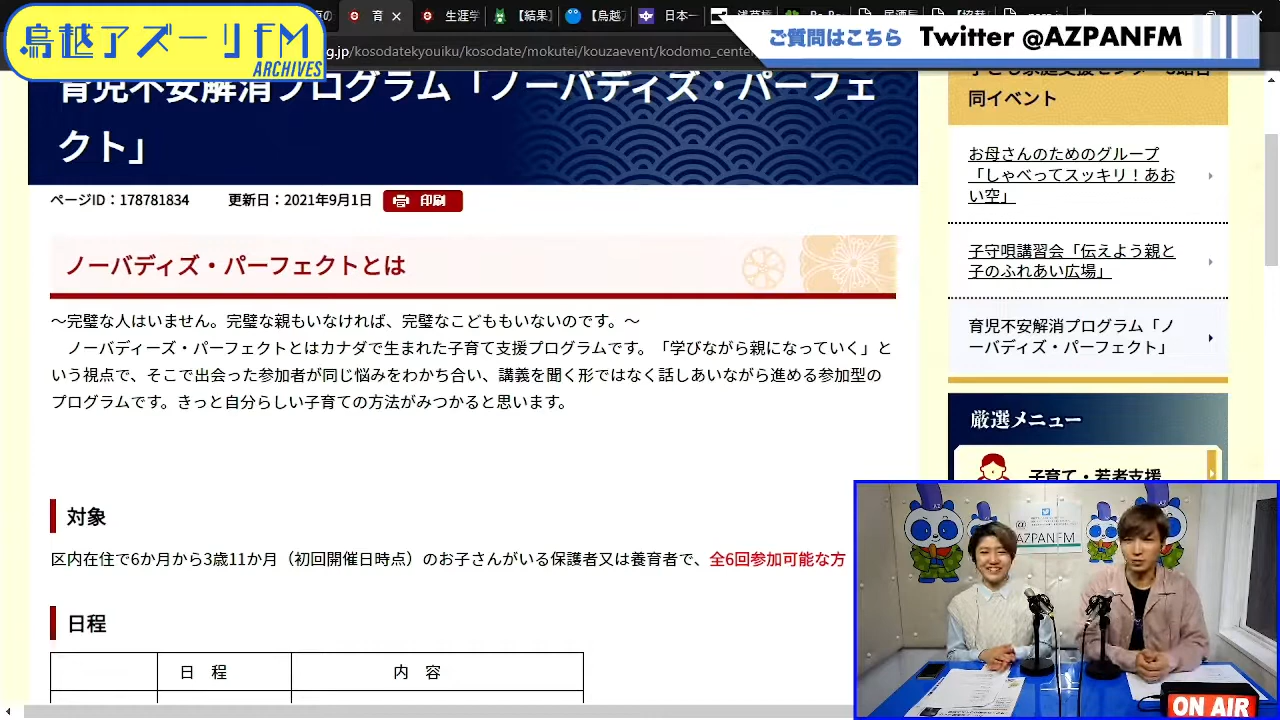 鳥越アズーリFM
ARCHIVES
育
生涯学
【結果】
【鳥越
日本一
ご質問はこちら Twitter @AZPANFM
g.jp/kosodatekyouiku/kosodate/mokutei/kouzaevent/kodomo_cente
育児不安解消プログラム「ノーバディズ・パーフェ
クト」
ページID：178781834 更新日：2021年9月1日 印刷
ノーバディズ・パーフェクトとは
～完璧な人はいません。完璧な親もいなければ、完璧なこどももいないのです。～
ノーバディーズ・パーフェクトとはカナダで生まれた子育て支援プログラムです。「学びながら親になっていく」と
いう視点で、そこで出会った参加者が同じ悩みをわかち合い、講義を聞く形ではなく話しあいながら進める参加型の
プログラムです。きっと自分らしい子育ての方法がみつかると思います。
対象
区内在住で6か月から3歳11か月（初回開催日時点）のお子さんがいる保護者又は養育者で、全6回参加可能な方
日程
日 程 内 容
同イベント
お母さんのためのグループ
「しゃべってスッキリ！あお
い空」
子守唄講習会「伝えよう親と
子のふれあい広場」
育児不安解消プログラム「ノ
ーバディズ・パーフェクト」
厳選メニュー
子育て・若者支援
@AZPANFM
ON AIR